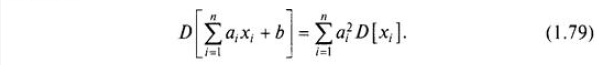 D[∑_{i=1}^{n} a_i x_i + b] = ∑_{i=1}^{n} a_i^2 D[x_i]. (1.79)